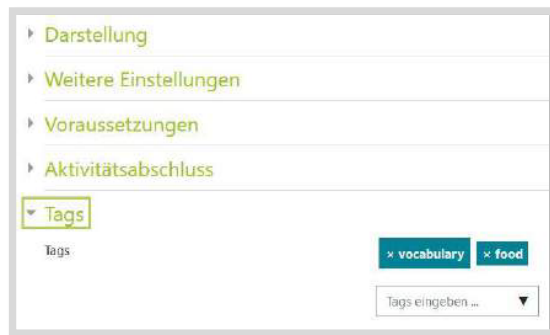 Darstellung
Weitere Einstellungen
Voraussetzungen
Aktivitätsabschluss
Tags
Tags × vocabulary × food
Tags eingeben ... ▼